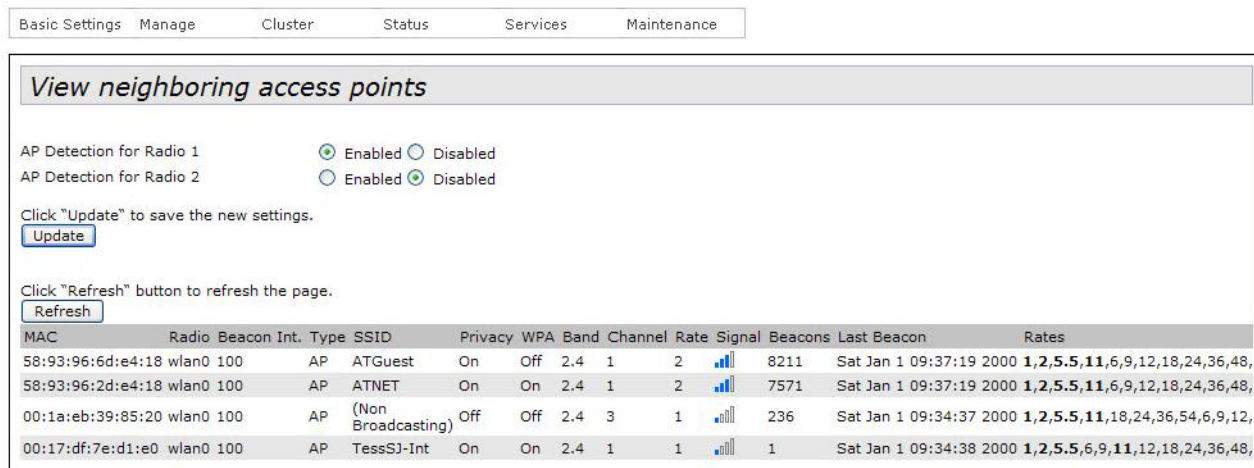 Basic Settings Manage Cluster Status Services Maintenance
View neighboring access points
AP Detection for Radio 1 Enabled Disabled
AP Detection for Radio 2 Enabled Disabled
Click "Update" to save the new settings.
Update
Click "Refresh" button to refresh the page.
Refresh
MAC Radio Beacon Int. Type SSID Privacy WPA Band Channel Rate Signal Beacons Last Beacon Rates
58:93:96:6d:e4:18 wlan0 100 AP ATGuest On Off 2.4 1 2 8211 Sat Jan 1 09:37:19 2000 1,2,5.5,11,6,9,12,18,24,36,48,
58:93:96:2d:e4:18 wlan0 100 AP ATNET On On 2.4 1 2 7571 Sat Jan 1 09:37:19 2000 1,2,5.5,11,6,9,12,18,24,36,48,
00:1a:eb:39:85:20 wlan0 100 AP (Non Broadcasting) Off Off 2.4 3 1 236 Sat Jan 1 09:34:37 2000 1,2,5.5,11,18,24,36,54,6,9,12,
00:17:df:7e:d1:e0 wlan0 100 AP TessSJ-Int On On 2.4 1 1 1 Sat Jan 1 09:34:38 2000 1,2,5.5,6,9,11,12,18,24,36,48,